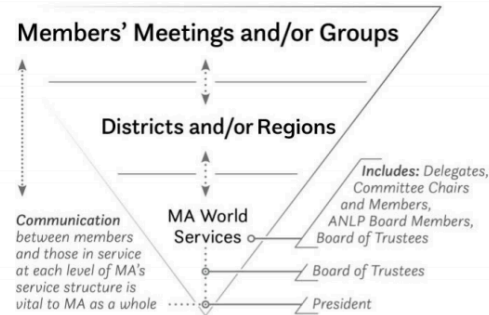 Members' Meetings and/or Groups
Districts and/or Regions
MA World
Services
Includes: Delegates,
Committee Chairs
and Members,
ANLP Board Members,
Board of Trustees
Communication
between members
and those in service
at each level of MA's
service structure is
vital to MA as a whole
Board of Trustees
President